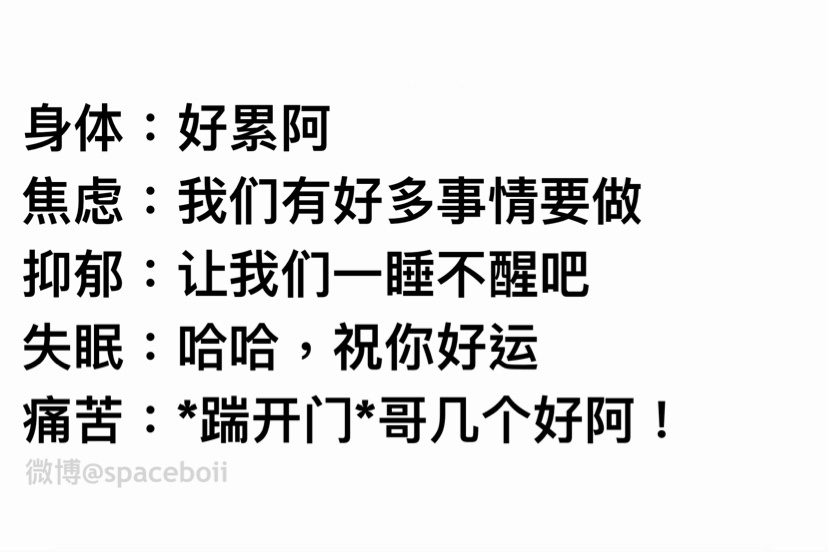 身体：好累阿
焦虑：我们有好多事情要做
抑郁：让我们一睡不醒吧
失眠：哈哈，祝你好运
痛苦：*踹开门*哥几个好阿！
微博@spaceboii